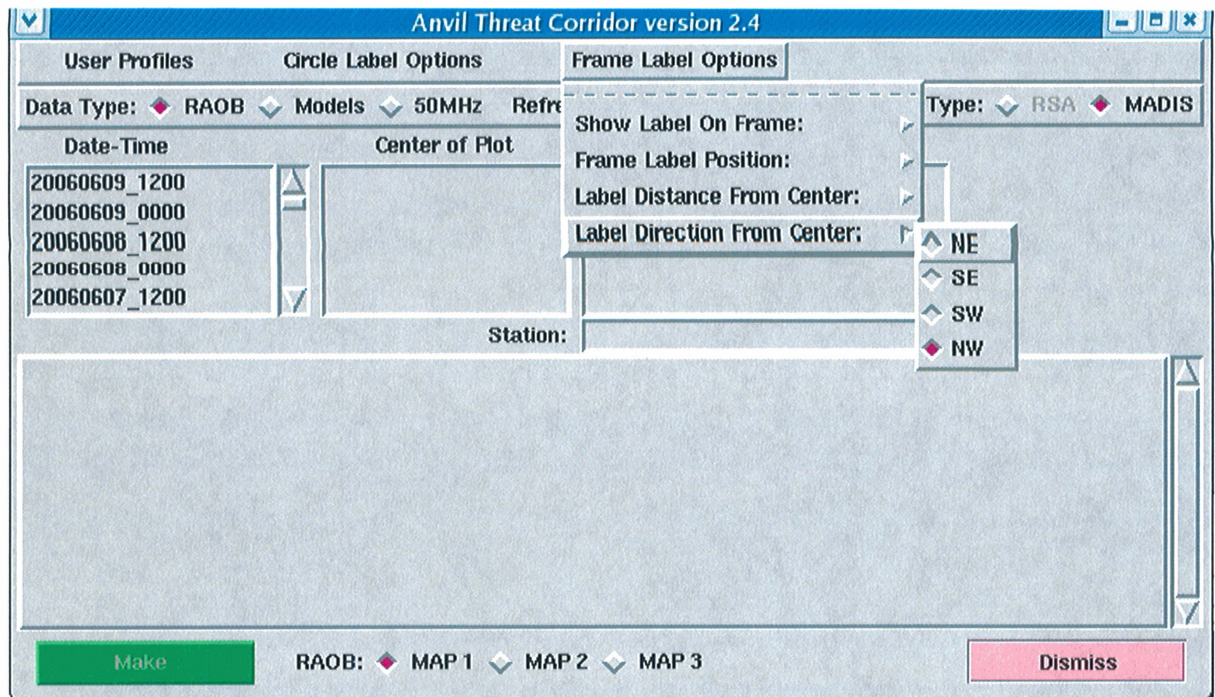 Anvil Threat Corridor version 2.4
User Profiles Circle Label Options Frame Label Options
Data Type: RAOB Models 50MHz Refre Type: RSA MADIS
Show Label On Frame:
Frame Label Position:
Label Distance From Center:
Label Direction From Center:
NE
SE
SW
NW
Date-Time Center of Plot
20060609_1200
20060609_0000
20060608_1200
20060608_0000
20060607_1200
Station:
Make RAOB: MAP 1 MAP 2 MAP 3 Dismiss